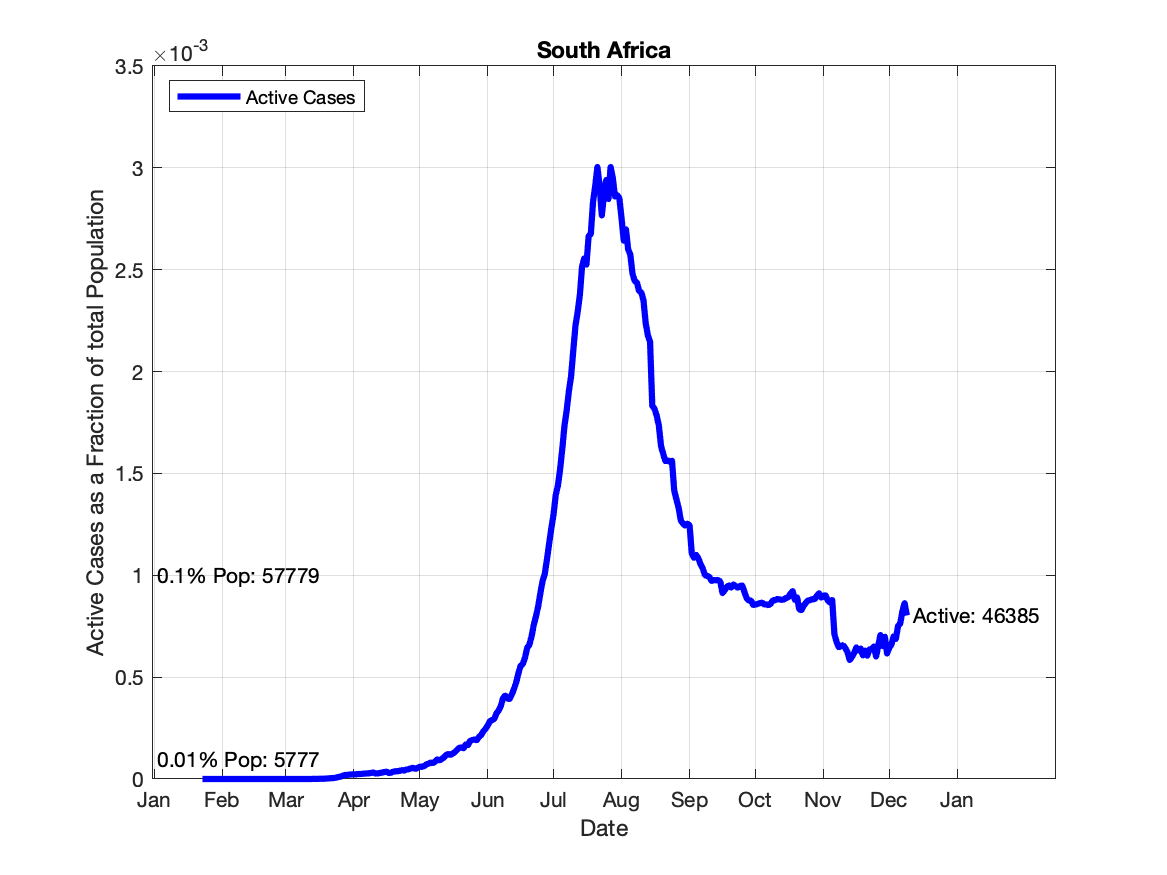 South Africa
×10-3
3.5
3
2.5
2
1.5
1
0.5
0
Active Cases as a Fraction of total Population
Active Cases
0.1% Pop: 57779
0.01% Pop: 5777
Active: 46385
Jan Feb Mar Apr May Jun Jul Aug Sep Oct Nov Dec Jan
Date